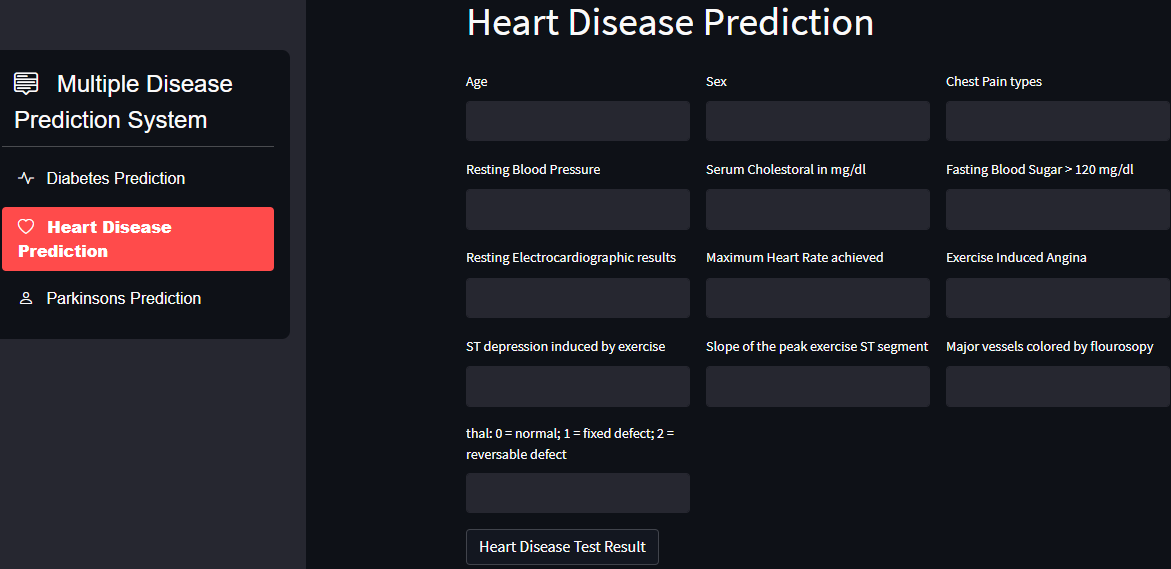 Multiple Disease
Prediction System
Diabetes Prediction
Heart Disease
Prediction
Parkinsons Prediction
Heart Disease Prediction
Age
Sex
Chest Pain types
Resting Blood Pressure
Serum Cholestoral in mg/dl
Fasting Blood Sugar > 120 mg/dl
Resting Electrocardiographic results
Maximum Heart Rate achieved
Exercise Induced Angina
ST depression induced by exercise
Slope of the peak exercise ST segment
Major vessels colored by flourosopy
thal: 0 = normal; 1 = fixed defect; 2 =
reversable defect
Heart Disease Test Result